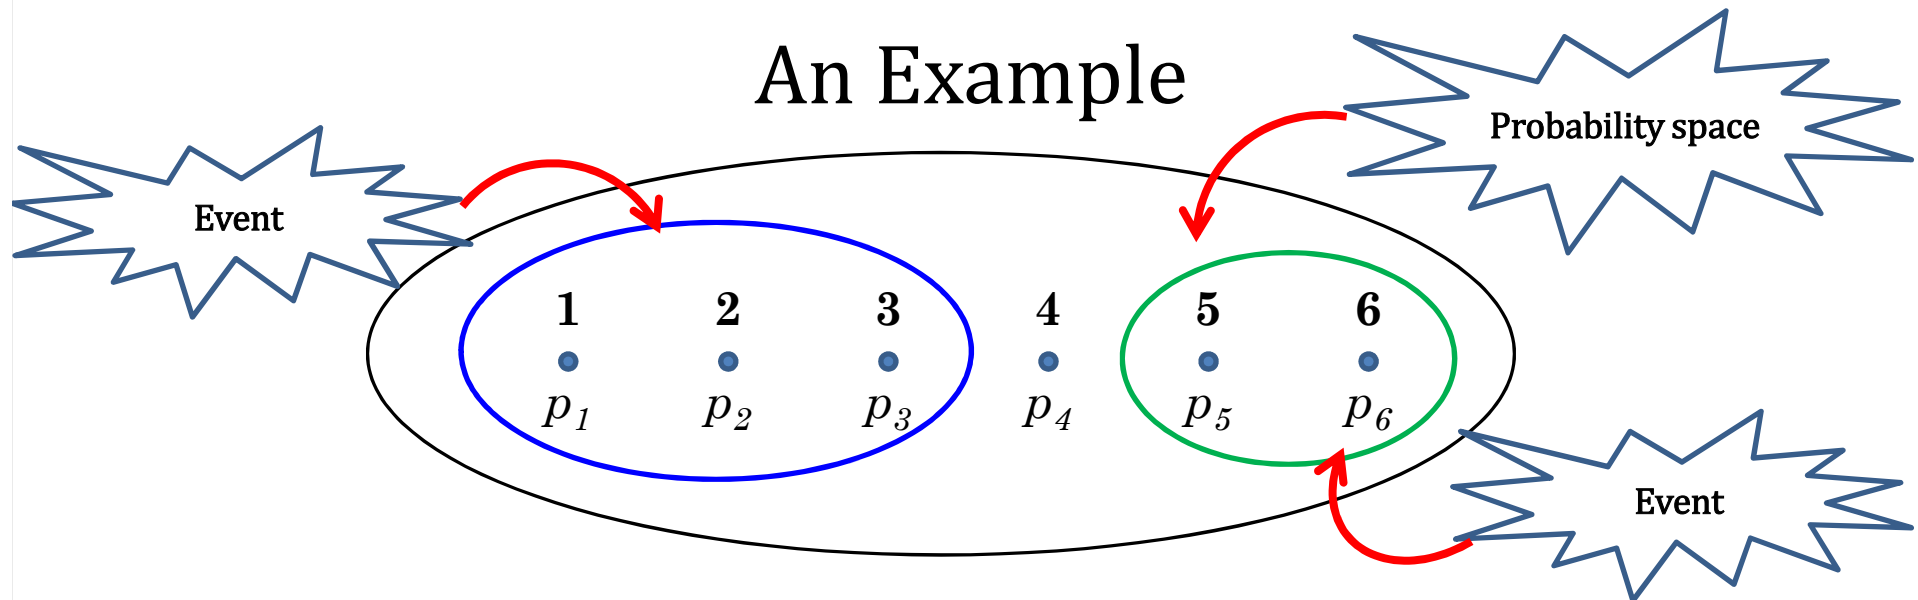 An Example
Probability space
Event
1 2 3 4 5 6
p₁ p₂ p₃ p₄ p₅ p₆
Event